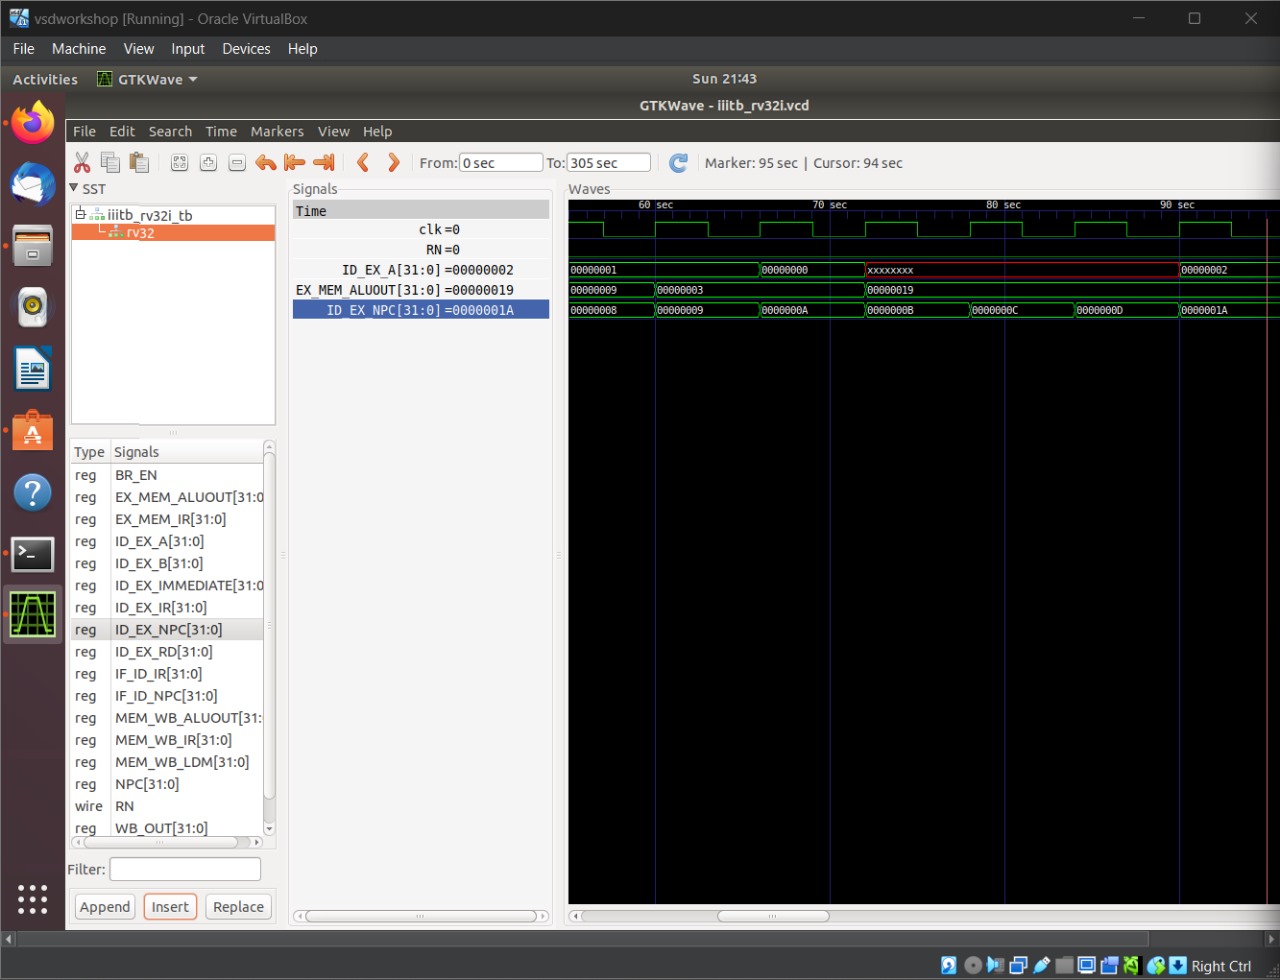 vsdworkshop [Running] - Oracle VirtualBox
File Machine View Input Devices Help
Activities GTKWave Sun 21:43
GTKWave - iiitb_rv32i.vcd
File Edit Search Time Markers View Help
From: 0 sec To: 305 sec Marker: 95 sec | Cursor: 94 sec
SST
iiitb_rv32i_tb
rv32
Type Signals
reg BR_EN
reg EX_MEM_ALUOUT[31:0
reg EX_MEM_IR[31:0]
reg ID_EX_A[31:0]
reg ID_EX_B[31:0]
reg ID_EX_IMMEDIATE[31:0
reg ID_EX_IR[31:0]
reg ID_EX_NPC[31:0]
reg ID_EX_RD[31:0]
reg IF_ID_IR[31:0]
reg IF_ID_NPC[31:0]
reg MEM_WB_ALUOUT[31:
reg MEM_WB_IR[31:0]
reg MEM_WB_LDM[31:0]
reg NPC[31:0]
wire RN
reg WB_OUT[31:0]
Filter:
Append Insert Replace
Signals
Time
clk =0
RN =0
ID_EX_A[31:0] =00000002
EX_MEM_ALUOUT[31:0] =00000019
ID_EX_NPC[31:0] =0000001A
Waves
60 sec 70 sec 80 sec 90 sec
00000001 00000000 xxxxxxxx 00000002
00000009 00000003 00000019
00000008 00000009 0000000A 0000000B 0000000C 0000000D 0000001A
Right Ctrl